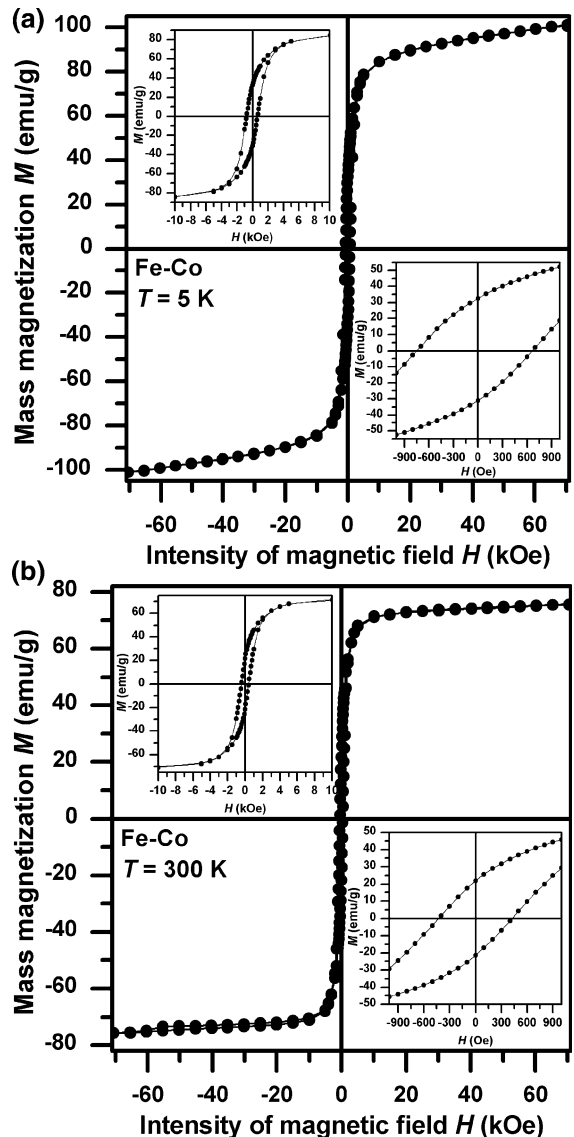 (a)
Mass magnetization M (emu/g)
100
80
60
40
20
0
-20
-40
-60
-80
-100
M (emu/g)
80
60
40
20
0
-20
-40
-60
-80
-10 -8 -6 -4 -2 0 2 4 6 8 10
H (kOe)
Fe-Co
T = 5 K
M (emu/g)
50
40
30
20
10
0
-10
-20
-30
-40
-50
-900 -600 -300 0 300 600 900
H (Oe)
-60 -40 -20 0 20 40 60
Intensity of magnetic field H (kOe)
(b)
Mass magnetization M (emu/g)
80
60
40
20
0
-20
-40
-60
-80
M (emu/g)
60
40
20
0
-20
-40
-60
-10 -8 -6 -4 -2 0 2 4 6 8 10
H (kOe)
Fe-Co
T = 300 K
M (emu/g)
50
40
30
20
10
0
-10
-20
-30
-40
-50
-900 -600 -300 0 300 600 900
H (Oe)
-60 -40 -20 0 20 40 60
Intensity of magnetic field H (kOe)